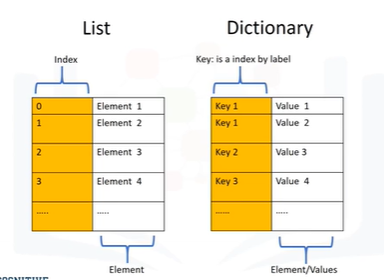 List
Dictionary
Index
Key: is a index by label
0 Element 1
1 Element 2
2 Element 3
3 Element 4
..... .....
Key 1 Value 1
Key 1 Value 2
Key 2 Value 3
Key 3 Value 4
...... .....
Element
Element/Values